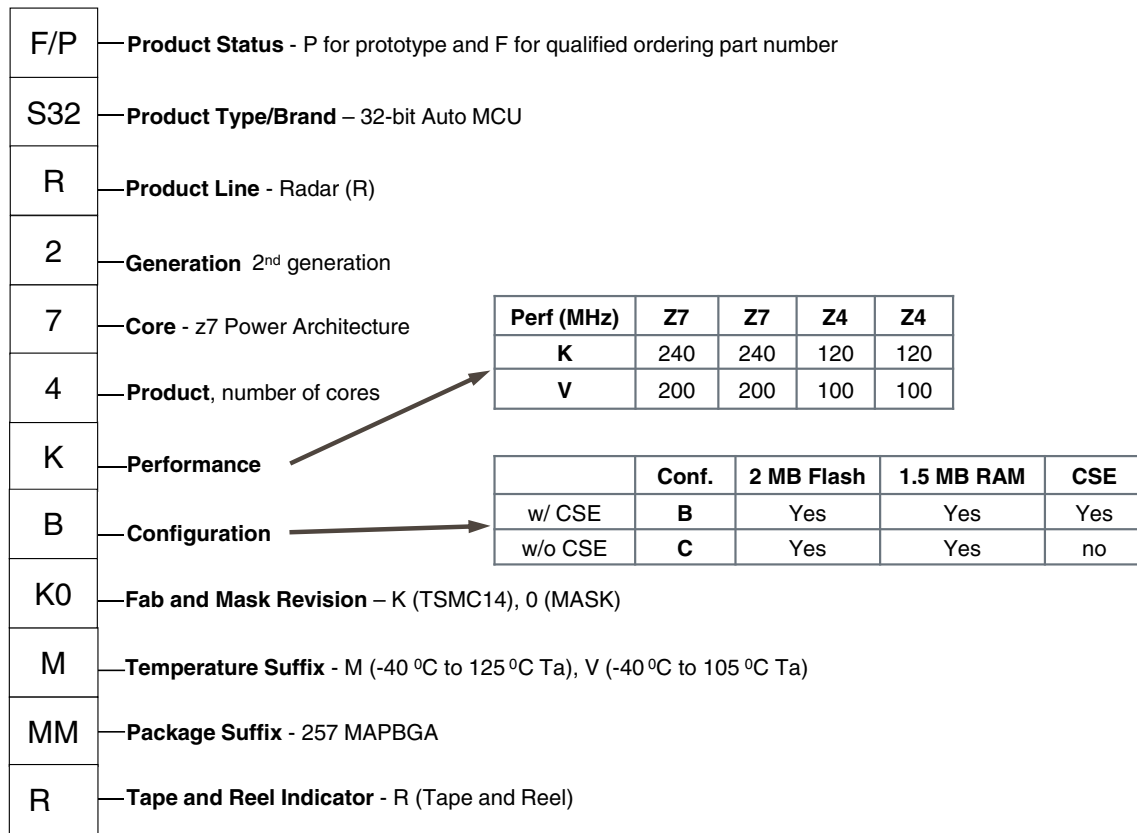 F/P Product Status - P for prototype and F for qualified ordering part number
S32 Product Type/Brand – 32-bit Auto MCU
R Product Line - Radar (R)
2 Generation 2nd generation
7 Core - z7 Power Architecture
4 Product, number of cores
K Performance
Perf (MHz) Z7 Z7 Z4 Z4
K 240 240 120 120
V 200 200 100 100
B Configuration
Conf. 2 MB Flash 1.5 MB RAM CSE
w/ CSE B Yes Yes Yes
w/o CSE C Yes Yes no
K0 Fab and Mask Revision – K (TSMC14), 0 (MASK)
M Temperature Suffix - M (-40 ⁰C to 125 ⁰C Ta), V (-40 ⁰C to 105 ⁰C Ta)
MM Package Suffix - 257 MAPBGA
R Tape and Reel Indicator - R (Tape and Reel)